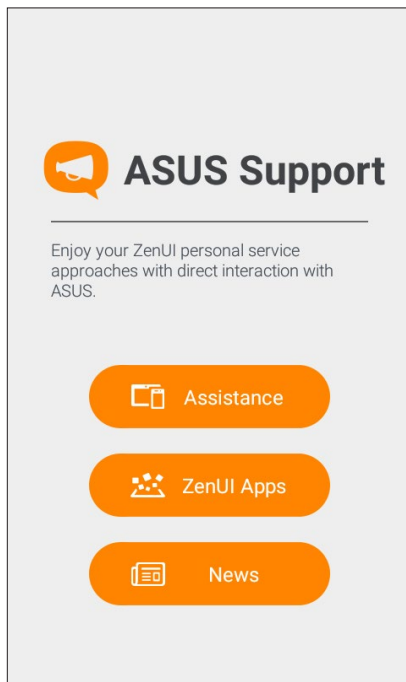 ASUS Support
Enjoy your ZenUI personal service
approaches with direct interaction with
ASUS.
Assistance
ZenUI Apps
News